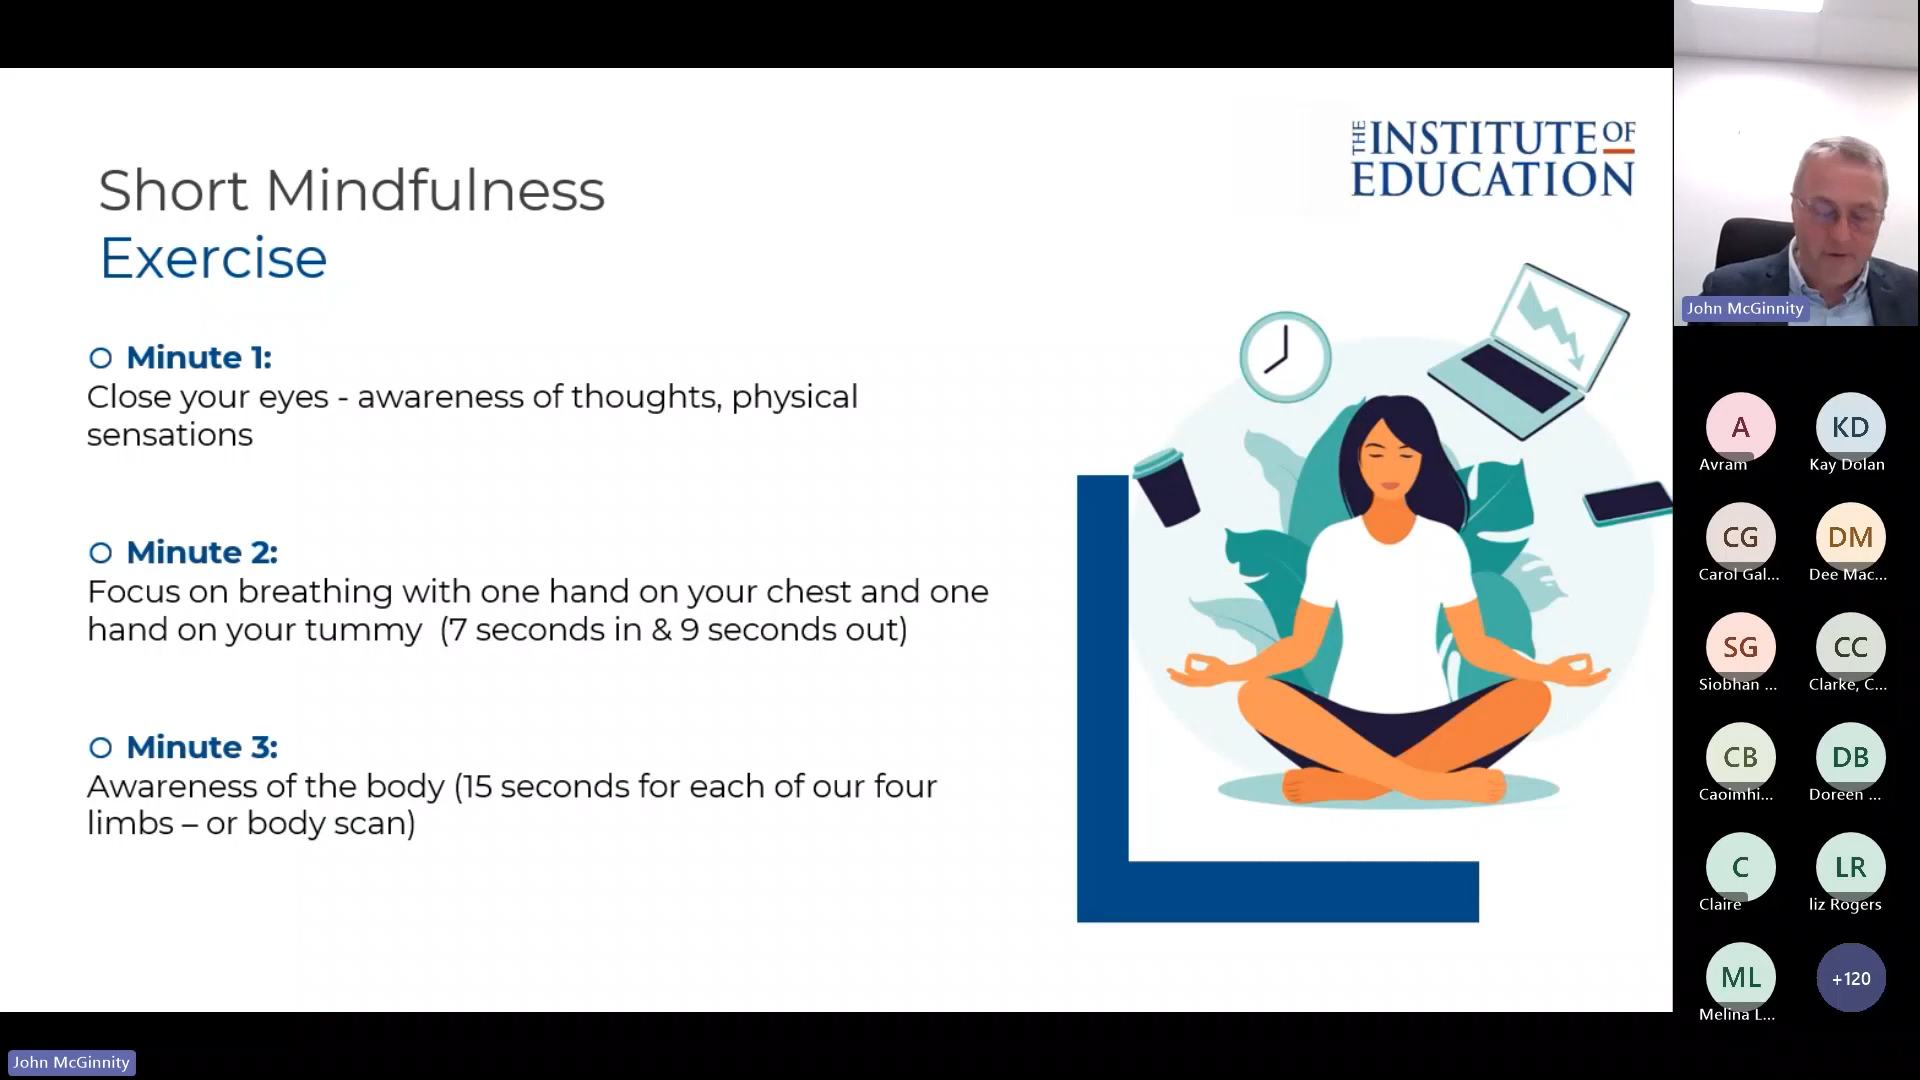 THE INSTITUTE OF
EDUCATION
Short Mindfulness
Exercise
Minute 1:
Close your eyes - awareness of thoughts, physical
sensations
Minute 2:
Focus on breathing with one hand on your chest and one
hand on your tummy (7 seconds in & 9 seconds out)
Minute 3:
Awareness of the body (15 seconds for each of our four
limbs – or body scan)
John McGinnity
A
Avram
KD
Kay Dolan
CG
Carol Gal...
DM
Dee Mac...
SG
Siobhan ...
CC
Clarke, C...
CB
Caoimhi...
DB
Doreen ...
C
Claire
LR
liz Rogers
ML
Melina L...
+120
John McGinnity